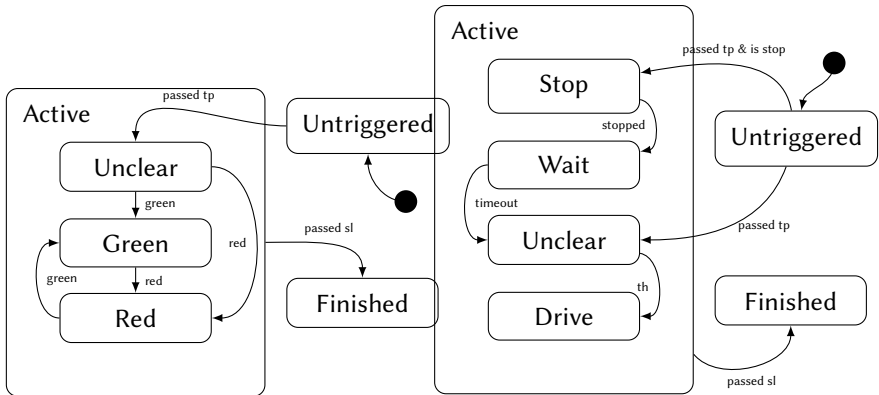 Active
passed tp
Untriggered
Unclear
green
Green
red
green
red
Red
passed sl
Finished
Active
passed tp & is stop
Stop
stopped
Untriggered
Wait
timeout
Unclear
passed tp
th
Drive
Finished
passed sl